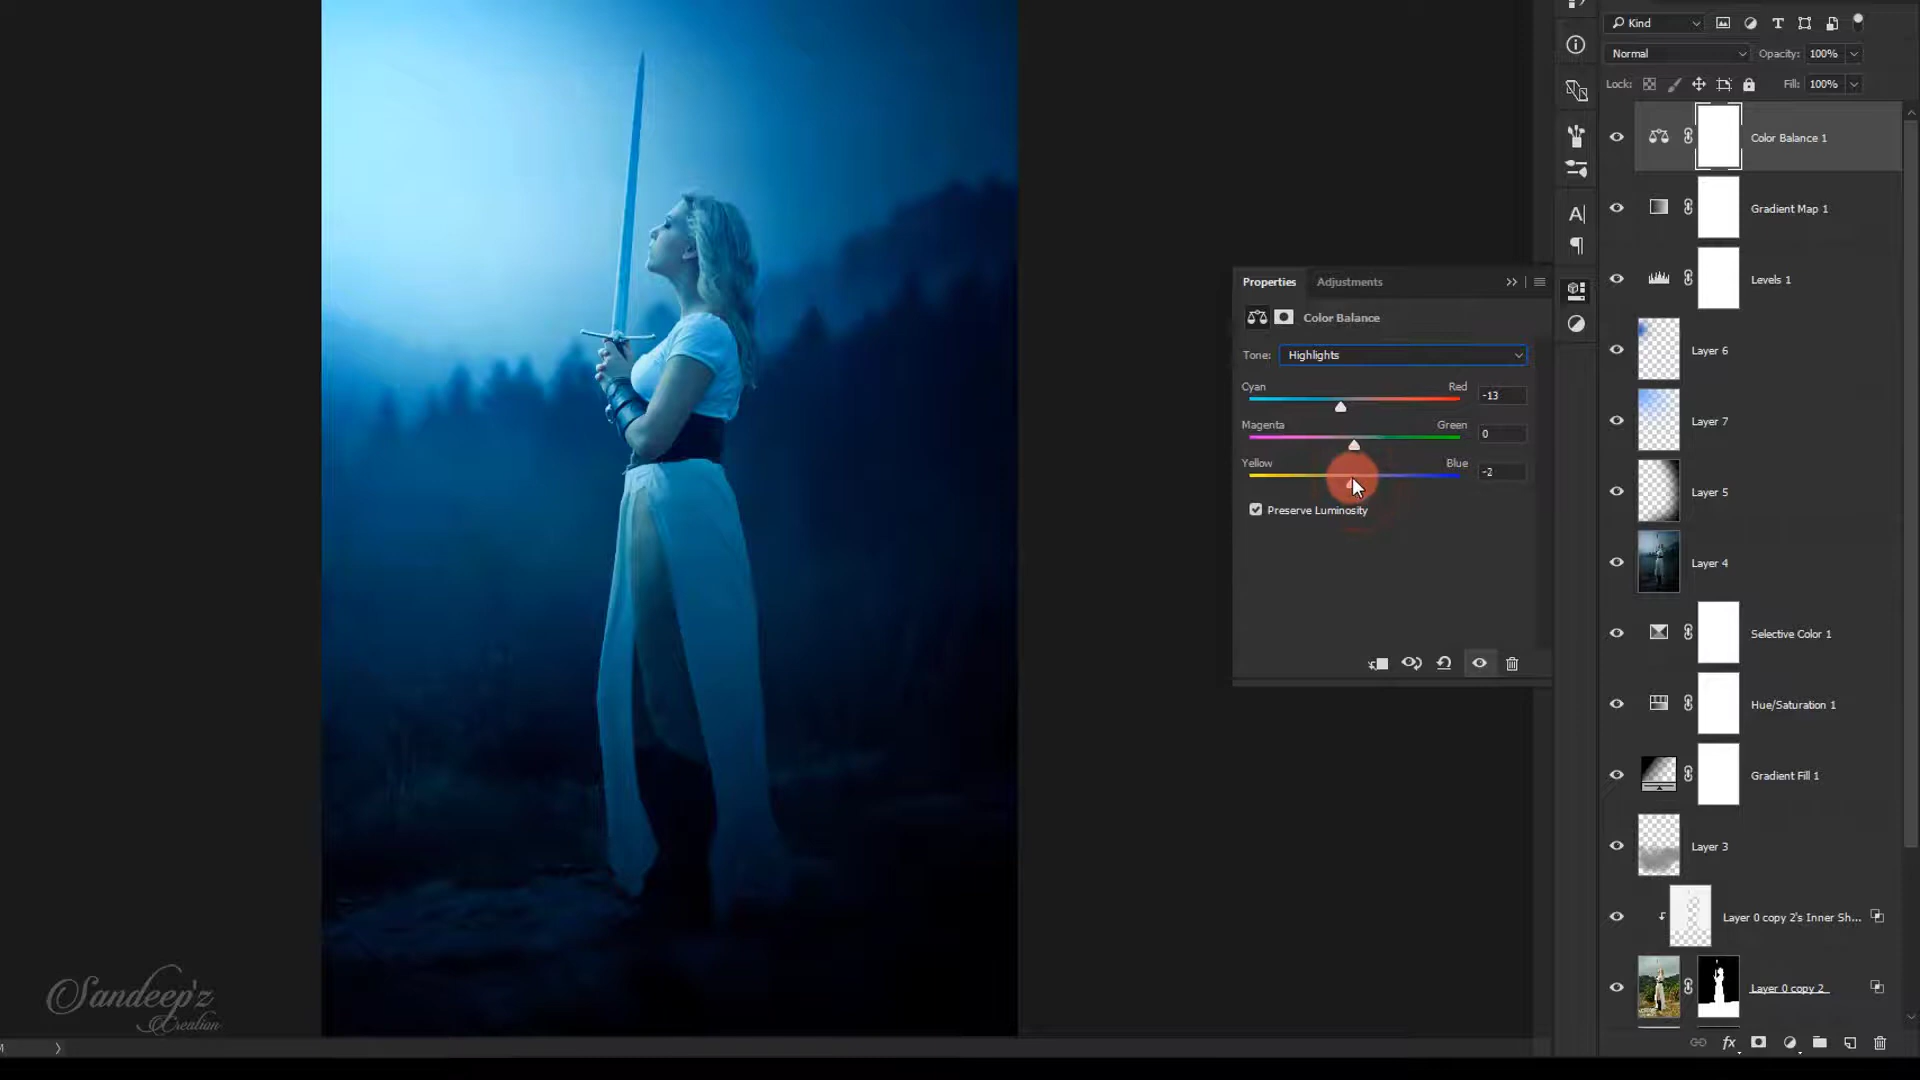 Kind
Normal
Opacity: 100%
Lock:
Fill: 100%
Color Balance 1
Gradient Map 1
Levels 1
Layer 6
Layer 7
Layer 5
Layer 4
Selective Color 1
Hue/Saturation 1
Gradient Fill 1
Layer 3
Layer 0 copy 2's Inner Sh...
Layer 0 copy 2
fx
Properties
Adjustments
Color Balance
Tone: Highlights
Cyan
Red
-13
Magenta
Green
0
Yellow
Blue
-2
Preserve Luminosity
Sandeep'z
Creation